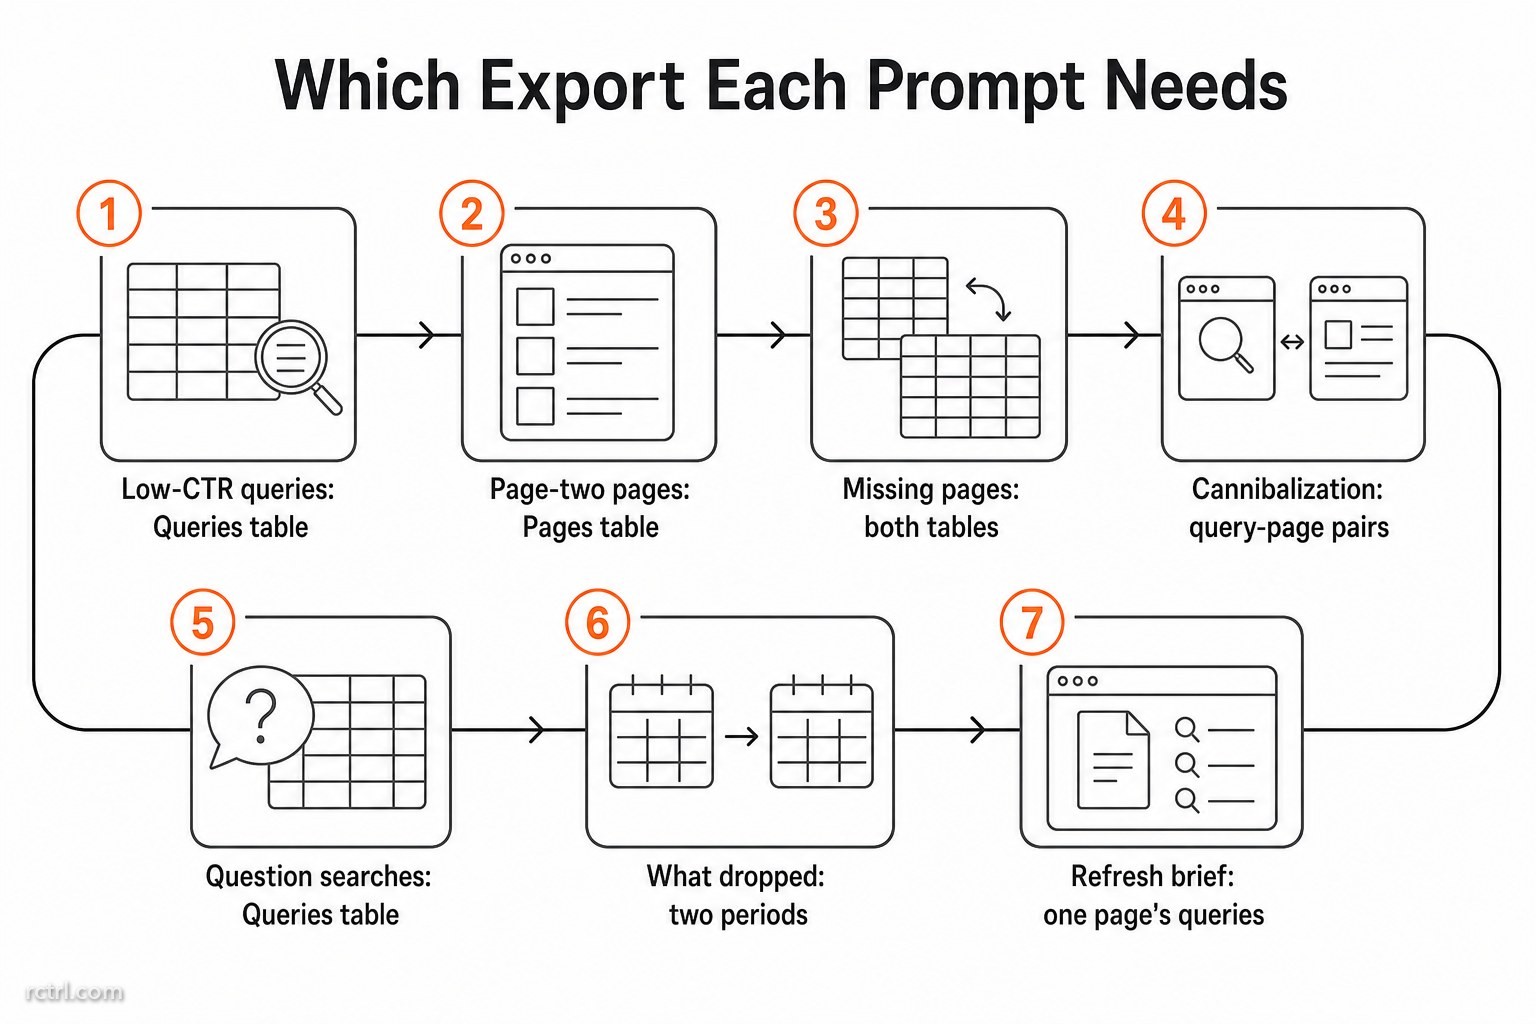 Which Export Each Prompt Needs
1
Low-CTR queries:
Queries table
2
Page-two pages:
Pages table
3
Missing pages:
both tables
4
Cannibalization:
query-page pairs
5
?
Question searches:
Queries table
6
What dropped:
two periods
7
Refresh brief:
one page's queries
rctrl.com